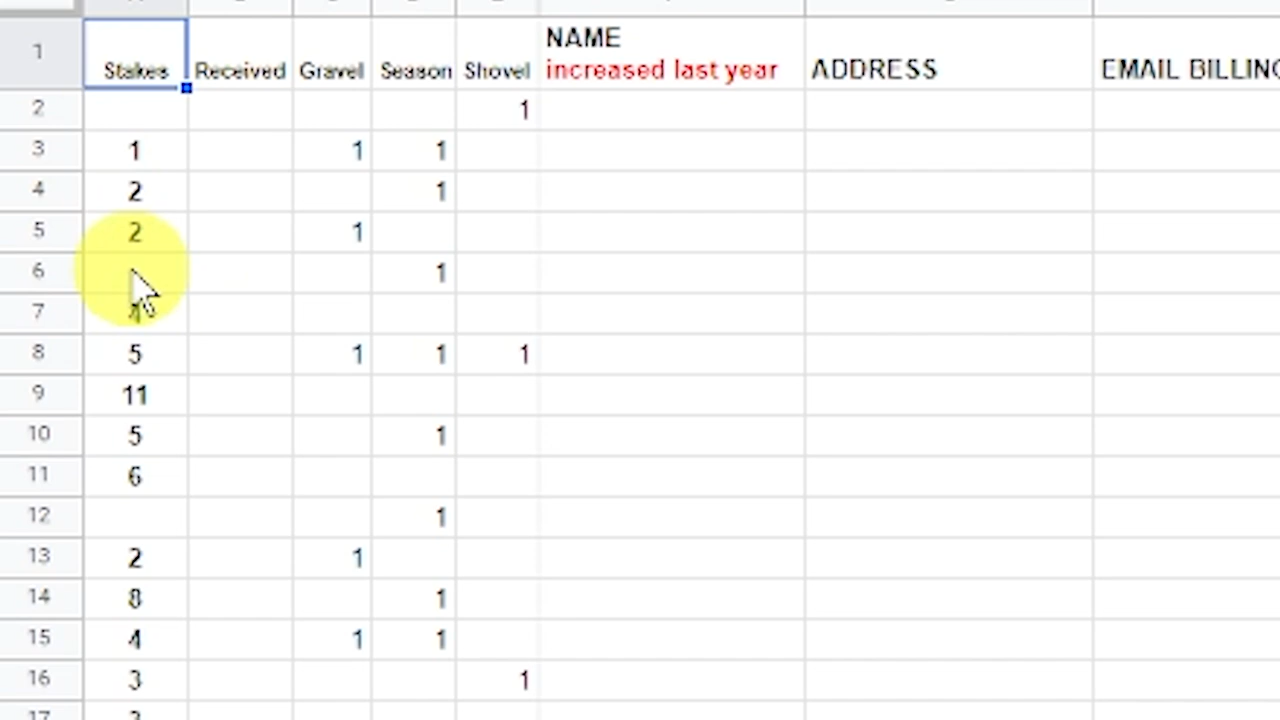 1 Stakes Received Gravel Season Shovel NAME increased last year ADDRESS EMAIL BILLING
2 1
3 1 1 1
4 2 1
5 2 1
6 1
7 4
8 5 1 1 1
9 11
10 5 1
11 6
12 1
13 2 1
14 8 1
15 4 1 1
16 3 1
17